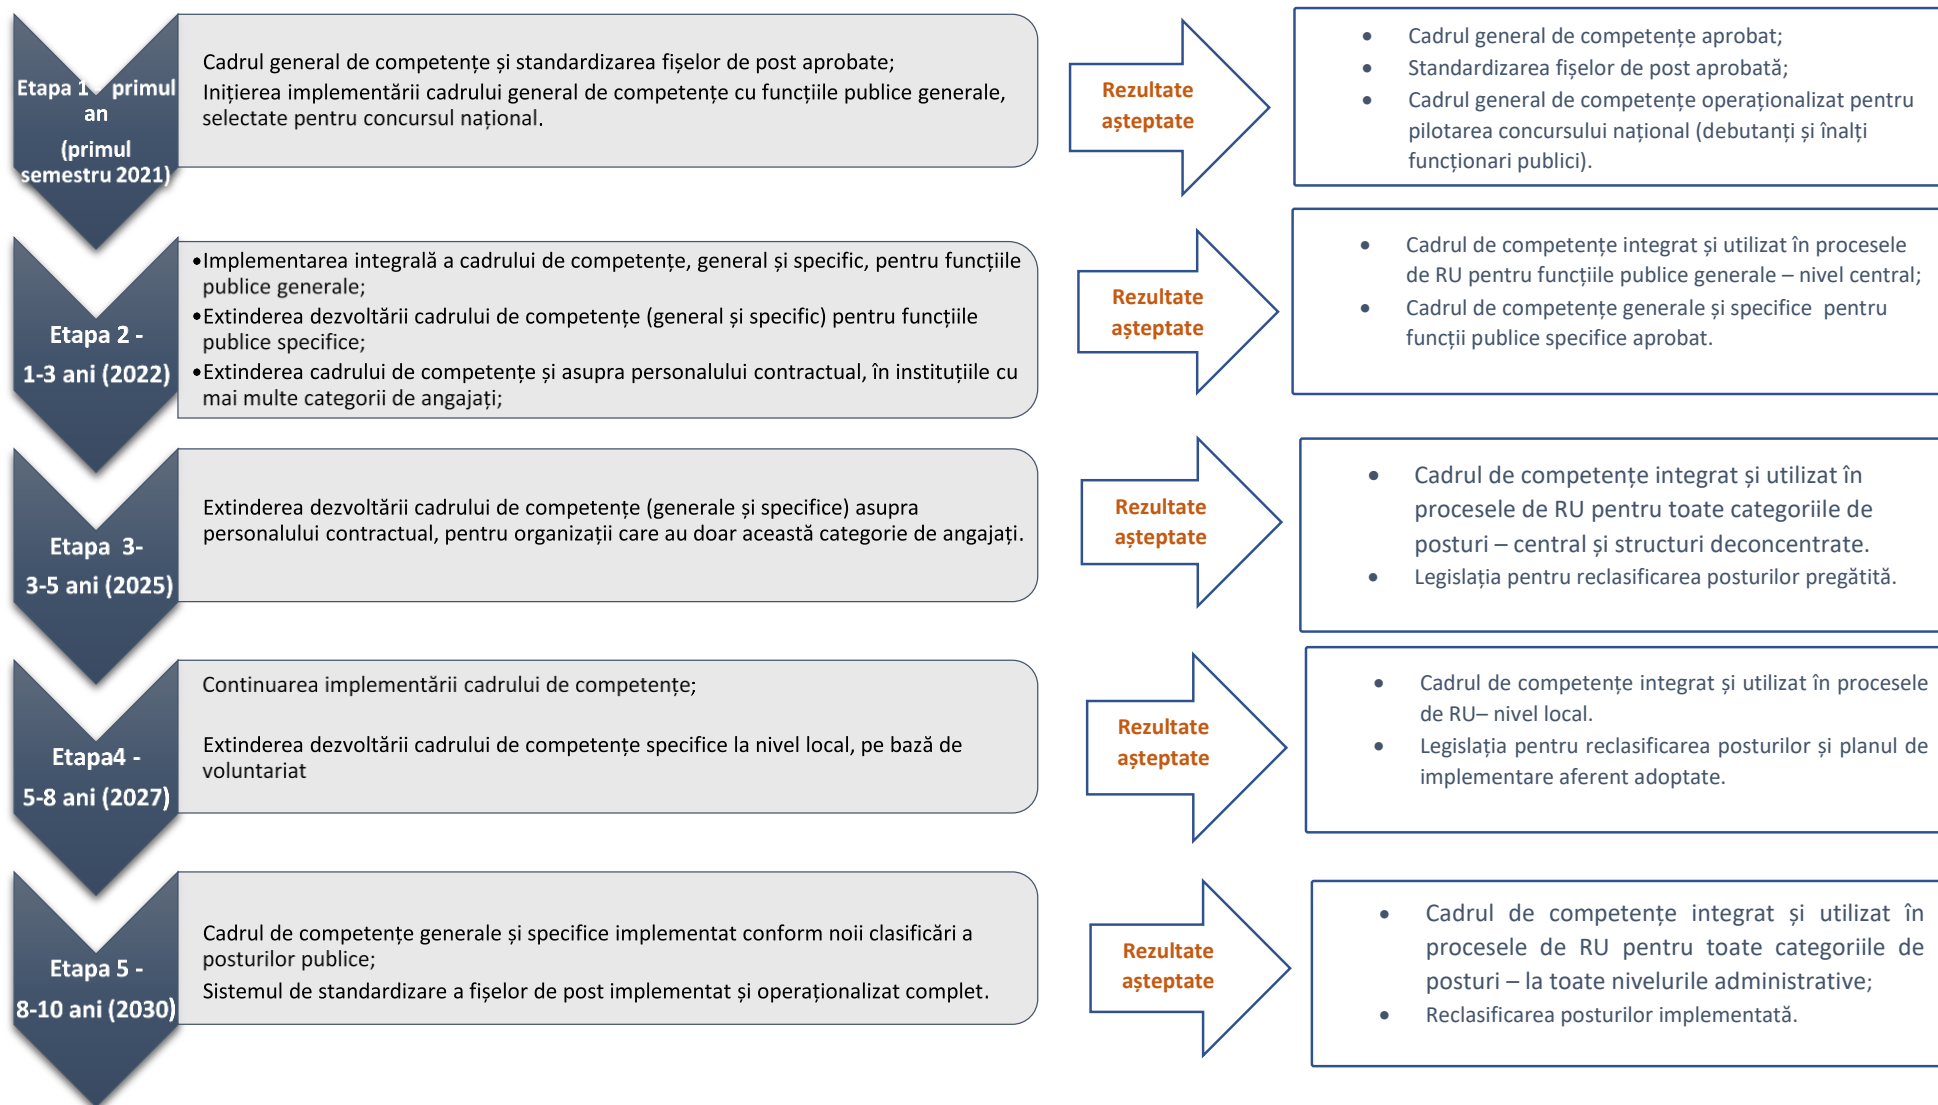 Etapa 1 - primul
an
(primul
semestru 2021)
Cadrul general de competențe și standardizarea fișelor de post aprobate;
Inițierea implementării cadrului general de competențe cu funcțiile publice generale,
selectate pentru concursul național.
Rezultate
așteptate
• Cadrul general de competențe aprobat;
• Standardizarea fișelor de post aprobată;
• Cadrul general de competențe operaționalizat pentru
pilotarea concursului național (debutanți și înalți
funcționari publici).
Etapa 2 -
1-3 ani (2022)
•Implementarea integrală a cadrului de competențe, general și specific, pentru funcțiile
publice generale;
•Extinderea dezvoltării cadrului de competențe (general și specific) pentru funcțiile
publice specifice;
•Extinderea cadrului de competențe și asupra personalului contractual, în instituțiile cu
mai multe categorii de angajați;
Rezultate
așteptate
• Cadrul de competențe integrat și utilizat în procesele
de RU pentru funcțiile publice generale – nivel central;
• Cadrul de competențe generale și specifice pentru
funcții publice specifice aprobat.
Etapa 3-
3-5 ani (2025)
Extinderea dezvoltării cadrului de competențe (generale și specifice) asupra
personalului contractual, pentru organizații care au doar această categorie de angajați.
Rezultate
așteptate
• Cadrul de competențe integrat și utilizat în
procesele de RU pentru toate categoriile de
posturi – central și structuri deconcentrate.
• Legislația pentru reclasificarea posturilor pregătită.
Etapa4 -
5-8 ani (2027)
Continuarea implementării cadrului de competențe;
Extinderea dezvoltării cadrului de competențe specifice la nivel local, pe bază de
voluntariat
Rezultate
așteptate
• Cadrul de competențe integrat și utilizat în procesele
de RU– nivel local.
• Legislația pentru reclasificarea posturilor și planul de
implementare aferent adoptate.
Etapa 5 -
8-10 ani (2030)
Cadrul de competențe generale și specifice implementat conform noii clasificări a
posturilor publice;
Sistemul de standardizare a fișelor de post implementat și operaționalizat complet.
Rezultate
așteptate
• Cadrul de competențe integrat și utilizat în
procesele de RU pentru toate categoriile de
posturi – la toate nivelurile administrative;
• Reclasificarea posturilor implementată.